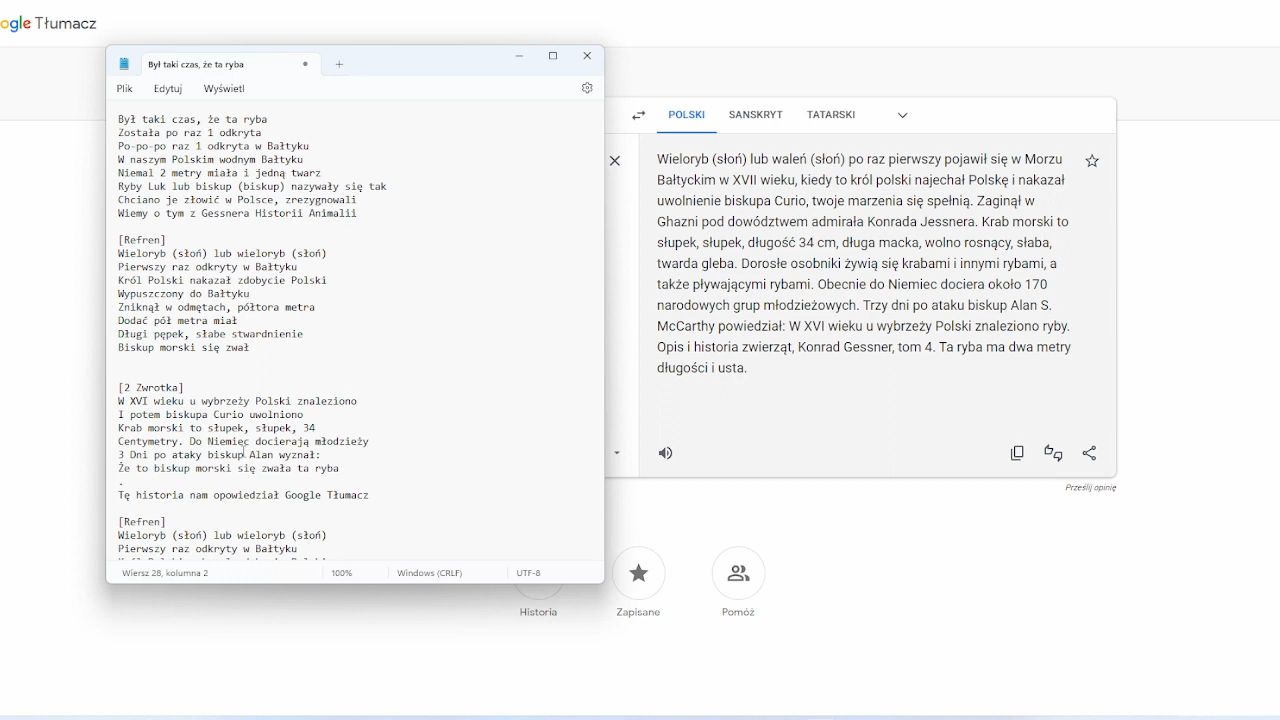 ogle Tłumacz
Był taki czas, że ta ryba
Plik Edytuj Wyświetl
Był taki czas, że ta ryba
Została po raz 1 odkryta
Po-po-po raz 1 odkryta w Bałtyku
W naszym Polskim wodnym Bałtyku
Niemal 2 metry miała i jedną twarz
Ryby Luk lub biskup (biskup) nazywały się tak
Chciano je złowić w Polsce, zrezygnowali
Wiemy o tym z Gessnera Historii Animalii
[Refren]
Wieloryb (słoń) lub wieloryb (słoń)
Pierwszy raz odkryty w Bałtyku
Król Polski nakazał zdobycie Polski
Wypuszczony do Bałtyku
Zniknął w odmętach, półtora metra
Dodać pół metra miał
Długi pępek, słabe stwardnienie
Biskup morski się zwał
[2 Zwrotka]
W XVI wieku u wybrzeży Polski znaleziono
I potem biskupa Curio uwolniono
Krab morski to słupek, słupek, 34
Centymetry. Do Niemiec docierają młodzieży
3 Dni po ataky biskup Alan wyznał:
Że to biskup morski się zwała ta ryba
.
Tę historia nam opowiedział Google Tłumacz
[Refren]
Wieloryb (słoń) lub wieloryb (słoń)
Pierwszy raz odkryty w Bałtyku
Wiersz 28, kolumna 2 100% Windows (CRLF) UTF-8
POLSKI SANSKRYT TATARSKI
Wieloryb (słoń) lub waleń (słoń) po raz pierwszy pojawił się w Morzu
Bałtyckim w XVII wieku, kiedy to król polski najechał Polskę i nakazał
uwolnienie biskupa Curio, twoje marzenia się spełnią. Zaginął w
Ghazni pod dowództwem admirała Konrada Jessnera. Krab morski to
słupek, słupek, długość 34 cm, długa macka, wolno rosnący, słaba,
twarda gleba. Dorosłe osobniki żywią się krabami i innymi rybami, a
także pływającymi rybami. Obecnie do Niemiec dociera około 170
narodowych grup młodzieżowych. Trzy dni po ataku biskup Alan S.
McCarthy powiedział: W XVI wieku u wybrzeży Polski znaleziono ryby.
Opis i historia zwierząt, Konrad Gessner, tom 4. Ta ryba ma dwa metry
długości i usta.
Prześlij opinię
Historia Zapisane Pomóż